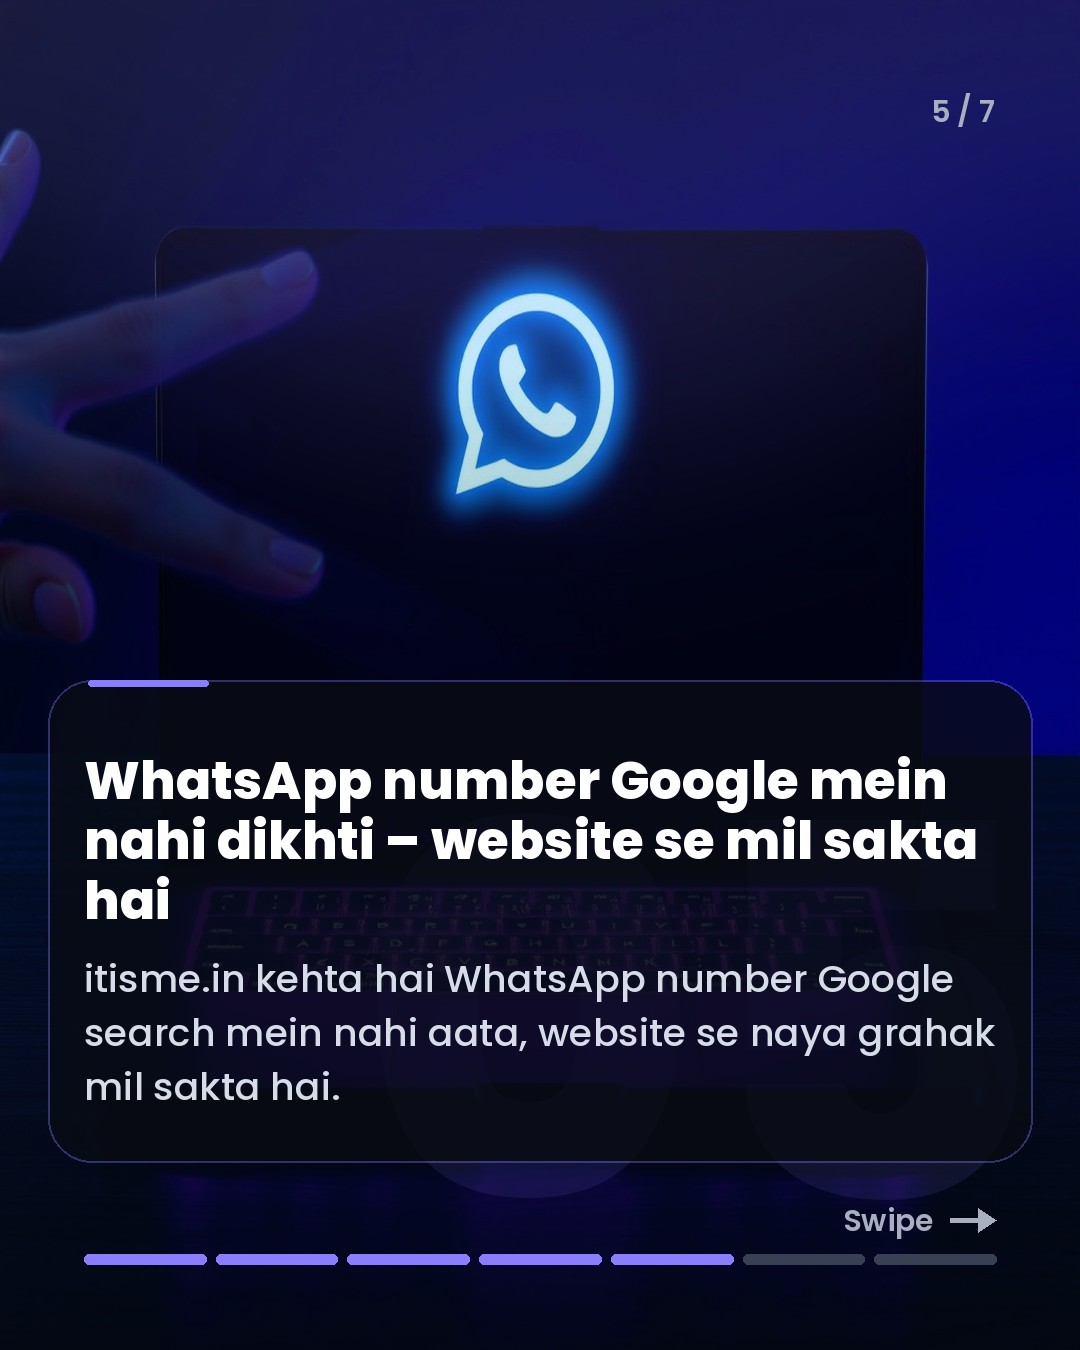 5 / 7
WhatsApp number Google mein
nahi dikhti – website se mil sakta
hai
itisme.in kehta hai WhatsApp number Google
search mein nahi aata, website se naya grahak
mil sakta hai.
Swipe